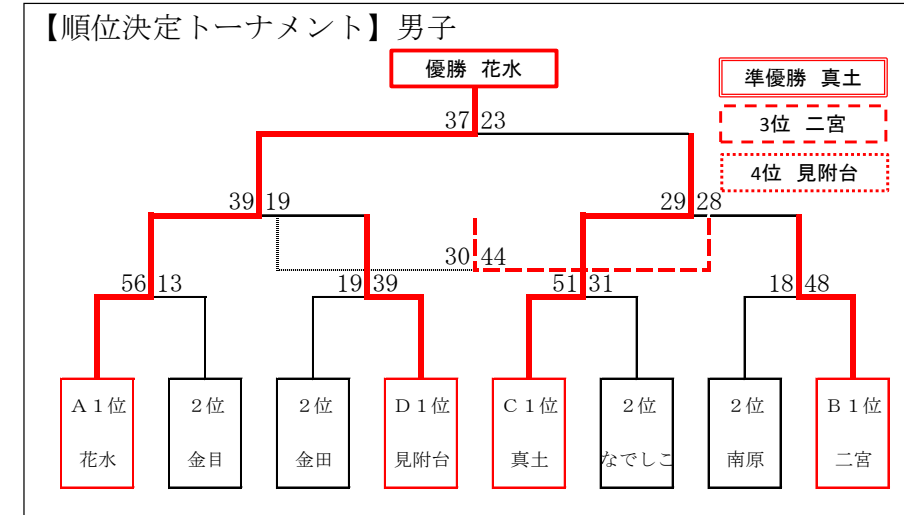 【順位決定トーナメント】男子
優勝 花水
準優勝 真土
3位 二宮
4位 見附台
37 23
39 19
29 28
30 44
56 13
19 39
51 31
18 48
A1位
花水
2位
金目
2位
金田
D1位
見附台
C1位
真土
2位
なでしこ
2位
南原
B1位
二宮